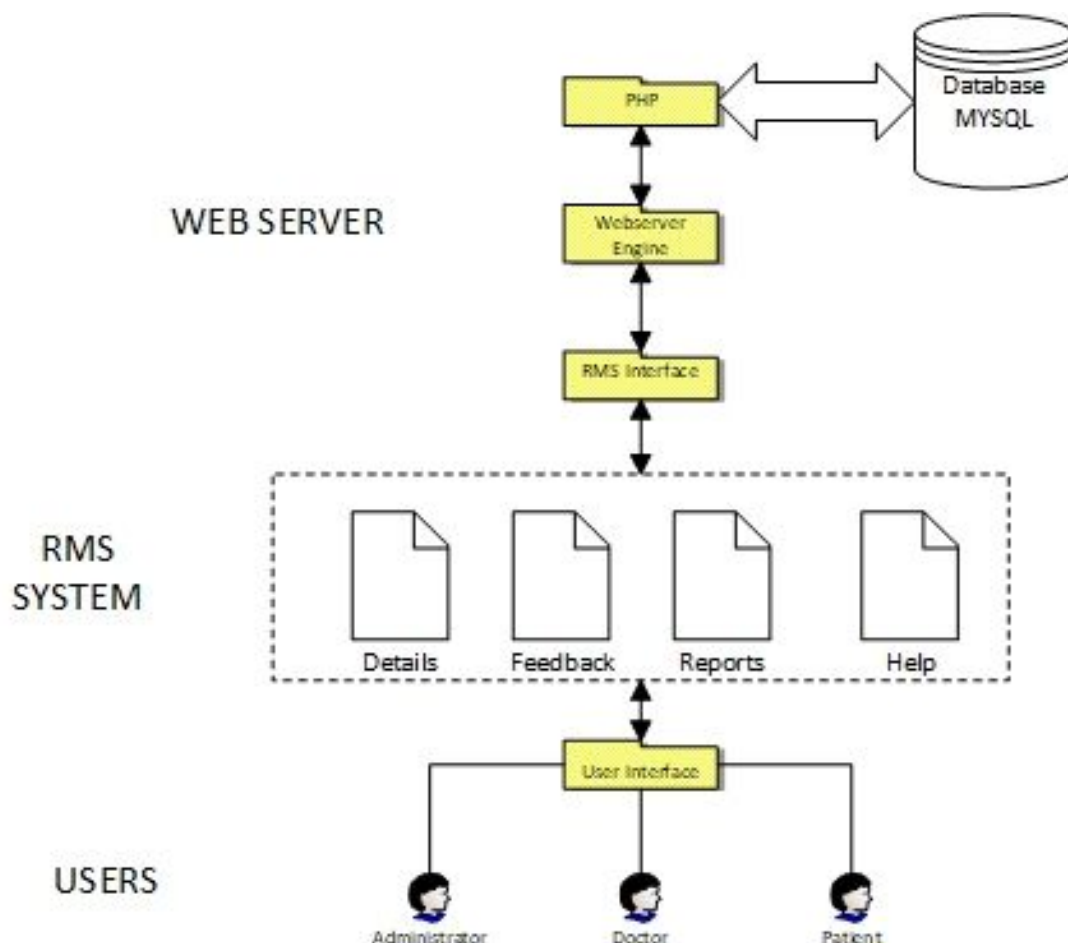 PHP
Database
MYSQL
WEB SERVER
Webserver
Engine
RMS Interface
RMS
SYSTEM
Details
Feedback
Reports
Help
User Interface
USERS
Administrator
Doctor
Patient